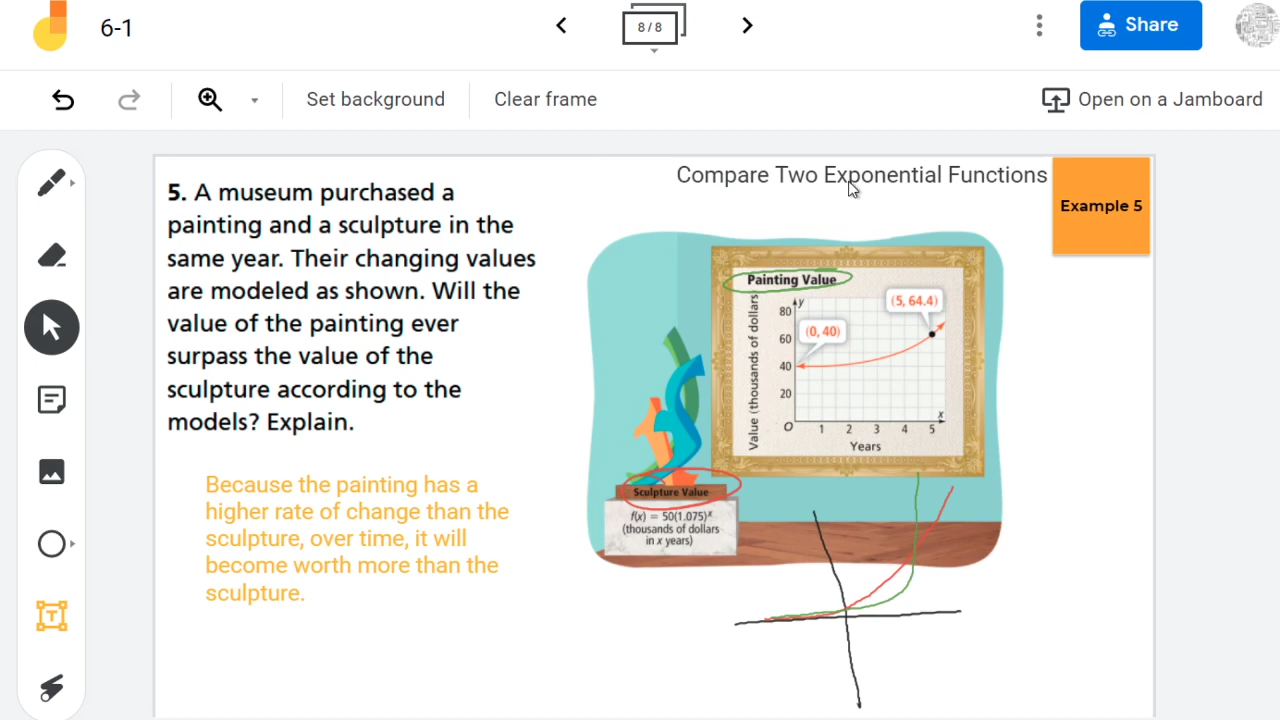 6-1
8 / 8
Share
Set background
Clear frame
Open on a Jamboard
Compare Two Exponential Functions
Example 5
5. A museum purchased a
painting and a sculpture in the
same year. Their changing values
are modeled as shown. Will the
value of the painting ever
surpass the value of the
sculpture according to the
models? Explain.
Because the painting has a
higher rate of change than the
sculpture, over time, it will
become worth more than the
sculpture.
Painting Value
Value (thousands of dollars)
80
60
40
20
y
(0, 40)
(5, 64.4)
x
O
1 2 3 4 5
Years
Sculpture Value
f(x) = 50(1.075)ˣ
(thousands of dollars
in x years)
T